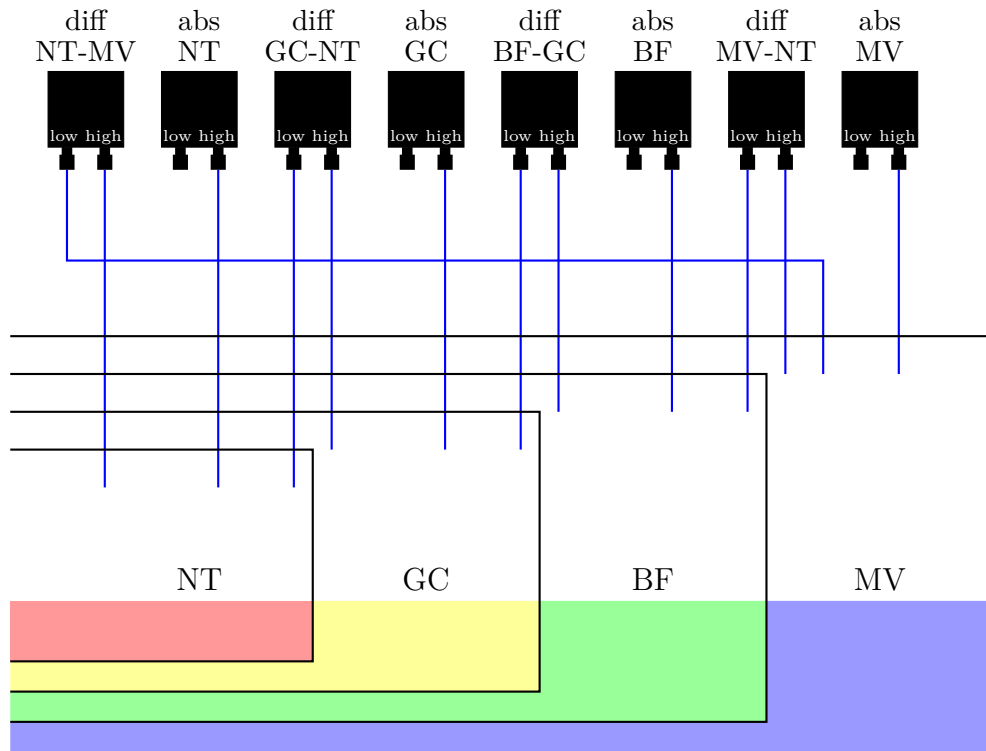 diff abs diff abs diff abs diff abs
NT-MV NT GC-NT GC BF-GC BF MV-NT MV
low high low high low high low high low high low high low high low high
NT GC BF MV